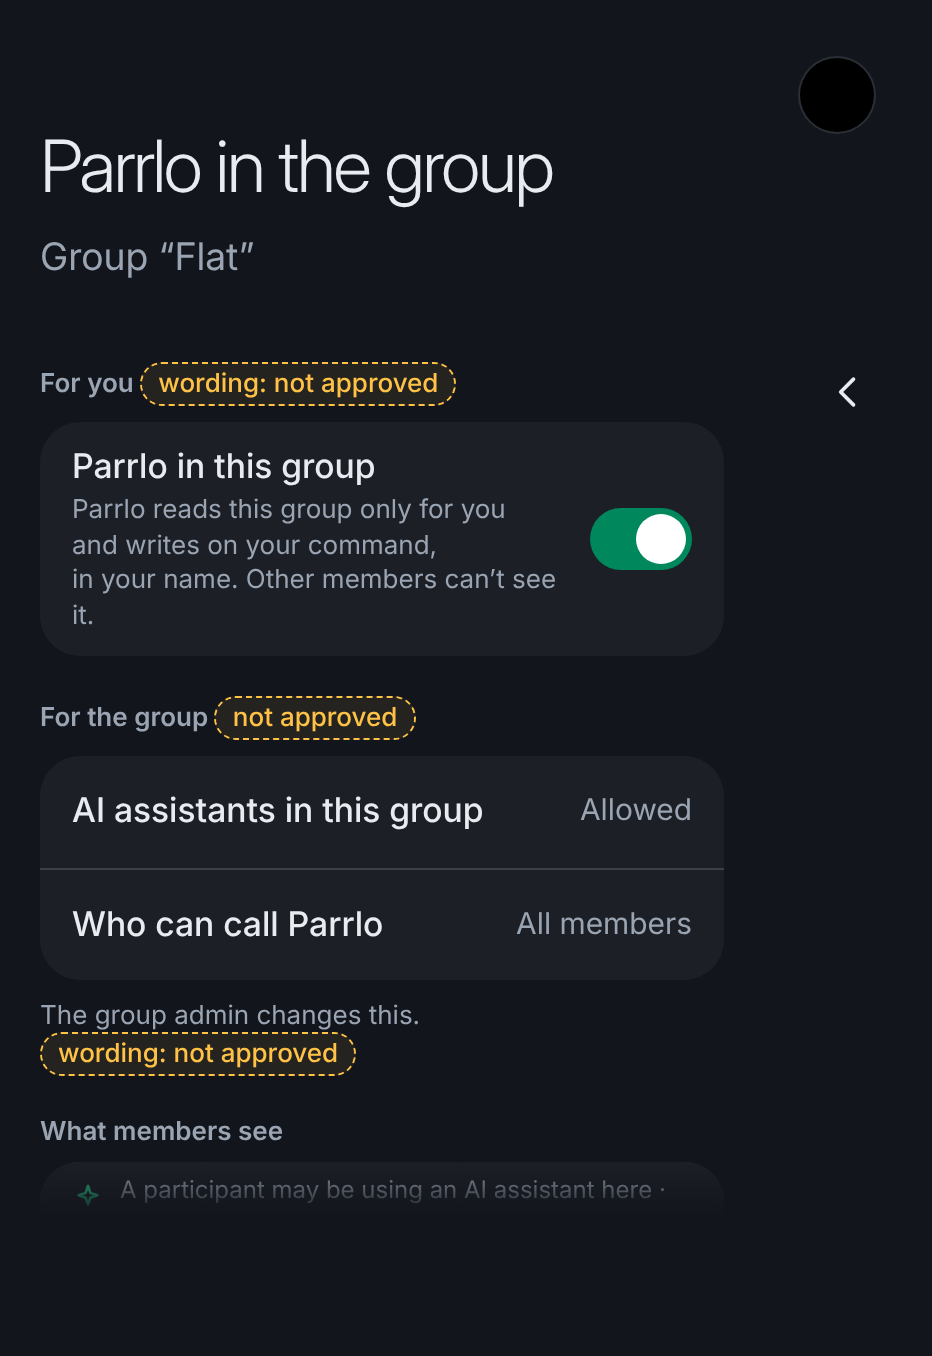 Parrlo in the group
Group “Flat”
For you wording: not approved
Parrlo in this group
Parrlo reads this group only for you
and writes on your command,
in your name. Other members can’t see
it.
For the group not approved
AI assistants in this group Allowed
Who can call Parrlo All members
The group admin changes this.
wording: not approved
What members see
A participant may be using an AI assistant here ·